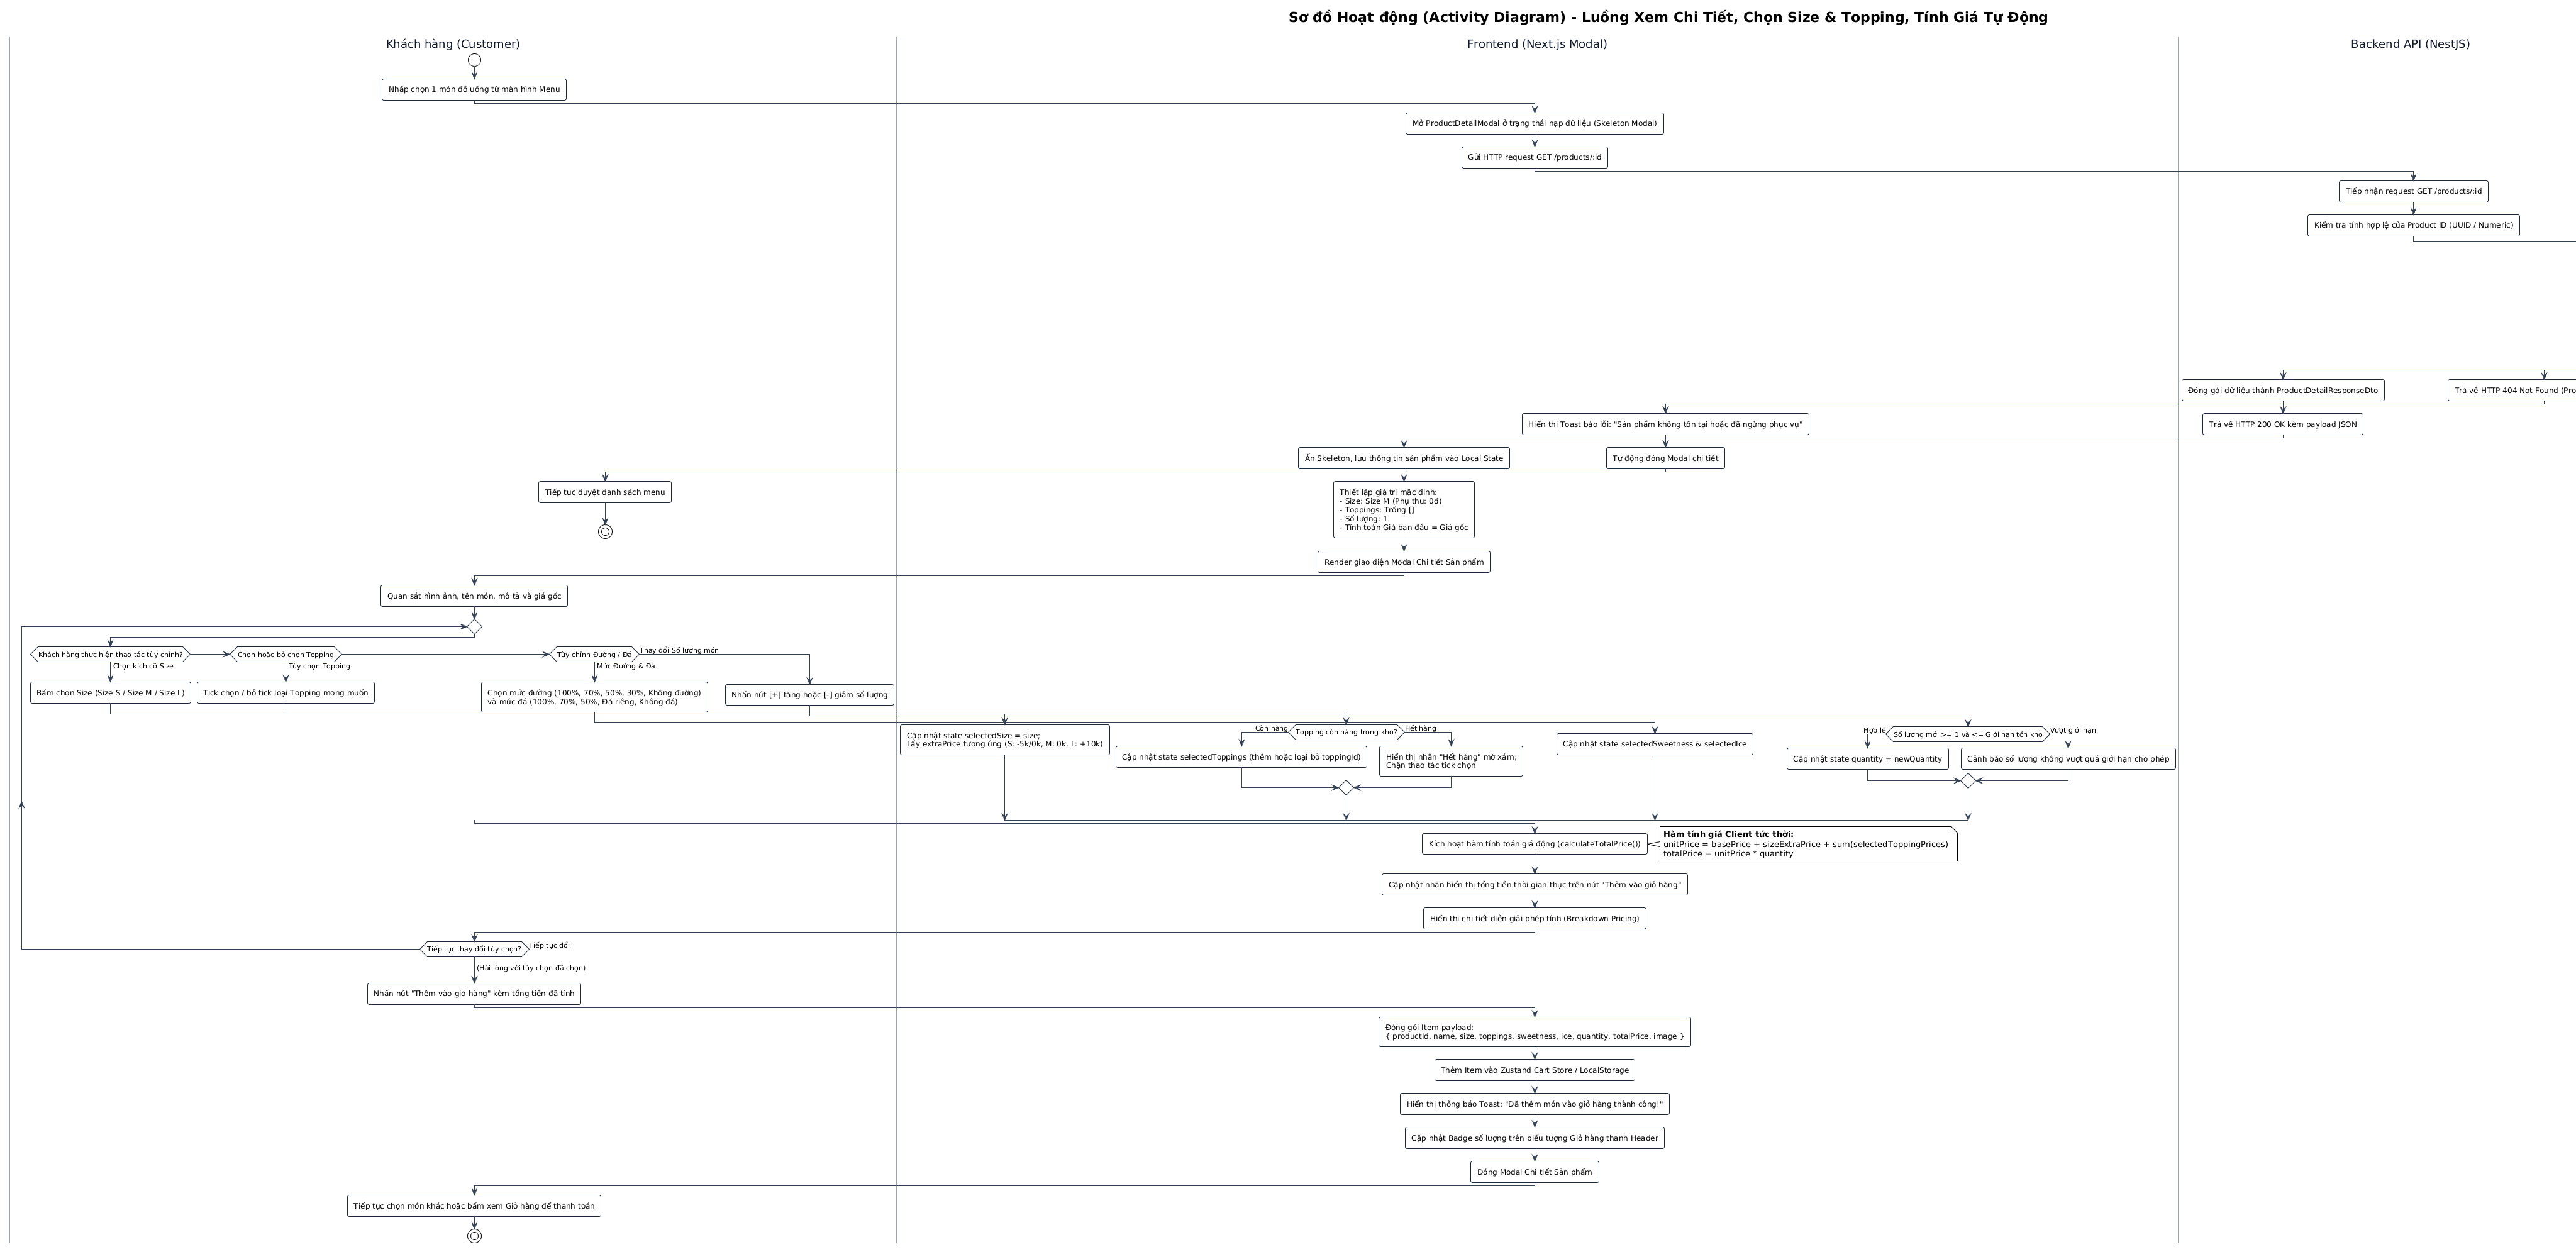 Sơ đồ Hoạt động (Activity Diagram) - Luồng Xem Chi Tiết, Chọn Size & Topping, Tính Giá Tự Động
Khách hàng (Customer)
Frontend (Next.js Modal)
Backend API (NestJS)
Nhấp chọn 1 món đồ uống từ màn hình Menu
Mở ProductDetailModal ở trạng thái nạp dữ liệu (Skeleton Modal)
Gửi HTTP request GET /products/:id
Tiếp nhận request GET /products/:id
Kiểm tra tính hợp lệ của Product ID (UUID / Numeric)
Đóng gói dữ liệu thành ProductDetailResponseDto
Trả về HTTP 404 Not Found (Pro
Hiển thị Toast báo lỗi: "Sản phẩm không tồn tại hoặc đã ngừng phục vụ"
Trả về HTTP 200 OK kèm payload JSON
Ẩn Skeleton, lưu thông tin sản phẩm vào Local State
Tự động đóng Modal chi tiết
Tiếp tục duyệt danh sách menu
Thiết lập giá trị mặc định:
- Size: Size M (Phụ thu: 0đ)
- Toppings: Trống []
- Số lượng: 1
- Tính toán Giá ban đầu = Giá gốc
Render giao diện Modal Chi tiết Sản phẩm
Quan sát hình ảnh, tên món, mô tả và giá gốc
Khách hàng thực hiện thao tác tùy chỉnh?
Chọn hoặc bỏ chọn Topping
Tùy chỉnh Đường / Đá
Thay đổi Số lượng món
Chọn kích cỡ Size
Tùy chọn Topping
Mức Đường & Đá
Bấm chọn Size (Size S / Size M / Size L)
Tick chọn / bỏ tick loại Topping mong muốn
Chọn mức đường (100%, 70%, 50%, 30%, Không đường)
và mức đá (100%, 70%, 50%, Đá riêng, Không đá)
Nhấn nút [+] tăng hoặc [-] giảm số lượng
Cập nhật state selectedSize = size;
Lấy extraPrice tương ứng (S: -5k/0k, M: 0k, L: +10k)
Còn hàng
Topping còn hàng trong kho?
Hết hàng
Cập nhật state selectedToppings (thêm hoặc loại bỏ toppingId)
Hiển thị nhãn "Hết hàng" mờ xám;
Chặn thao tác tick chọn
Cập nhật state selectedSweetness & selectedIce
Hợp lệ
Số lượng mới >= 1 và <= Giới hạn tồn kho
Vượt giới hạn
Cập nhật state quantity = newQuantity
Cảnh báo số lượng không vượt quá giới hạn cho phép
Kích hoạt hàm tính toán giá động (calculateTotalPrice())
Hàm tính giá Client tức thời:
unitPrice = basePrice + sizeExtraPrice + sum(selectedToppingPrices)
totalPrice = unitPrice * quantity
Cập nhật nhãn hiển thị tổng tiền thời gian thực trên nút "Thêm vào giỏ hàng"
Hiển thị chi tiết diễn giải phép tính (Breakdown Pricing)
Tiếp tục thay đổi tùy chọn?
Tiếp tục đổi
(Hài lòng với tùy chọn đã chọn)
Nhấn nút "Thêm vào giỏ hàng" kèm tổng tiền đã tính
Đóng gói Item payload:
{ productId, name, size, toppings, sweetness, ice, quantity, totalPrice, image }
Thêm Item vào Zustand Cart Store / LocalStorage
Hiển thị thông báo Toast: "Đã thêm món vào giỏ hàng thành công!"
Cập nhật Badge số lượng trên biểu tượng Giỏ hàng thanh Header
Đóng Modal Chi tiết Sản phẩm
Tiếp tục chọn món khác hoặc bấm xem Giỏ hàng để thanh toán